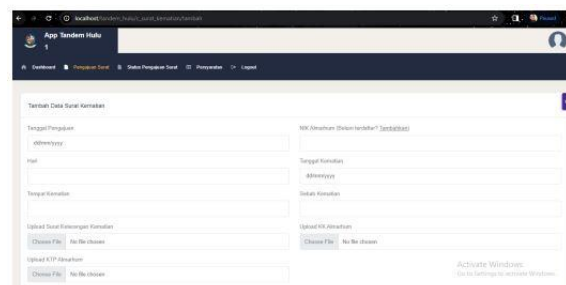 localhost/tandem_hulu/c_surat_kematian/tambah
App Tandem Hulu
1
Dashboard Pengajuan Surat Status Pengajuan Surat Persyaratan Logout
Tambah Data Surat Kematian
Tanggal Pengajuan
NIK Almarhum (Belum terdaftar? Tambahkan)
dd/mm/yyyy
Hari
Tanggal Kematian
dd/mm/yyyy
Tempat Kematian
Sebab Kematian
Upload Surat Keterangan Kematian
Upload KK Almarhum
Choose File No file chosen
Choose File No file chosen
Upload KTP Almarhum
Choose File No file chosen
Activate Windows
Go to Settings to activate Windows.